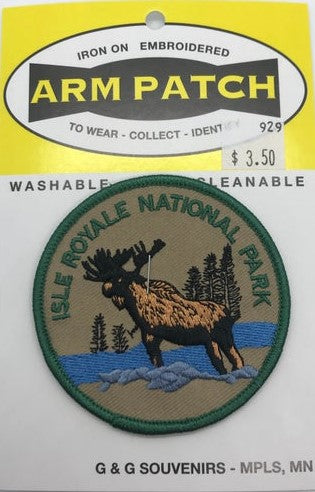 IRON ON EMBROIDERED
ARM PATCH
TO WEAR - COLLECT - IDENTIFY
929
$ 3.50
WASHABLE CLEANABLE
ISLE ROYALE NATIONAL PARK
G & G SOUVENIRS - MPLS, MN